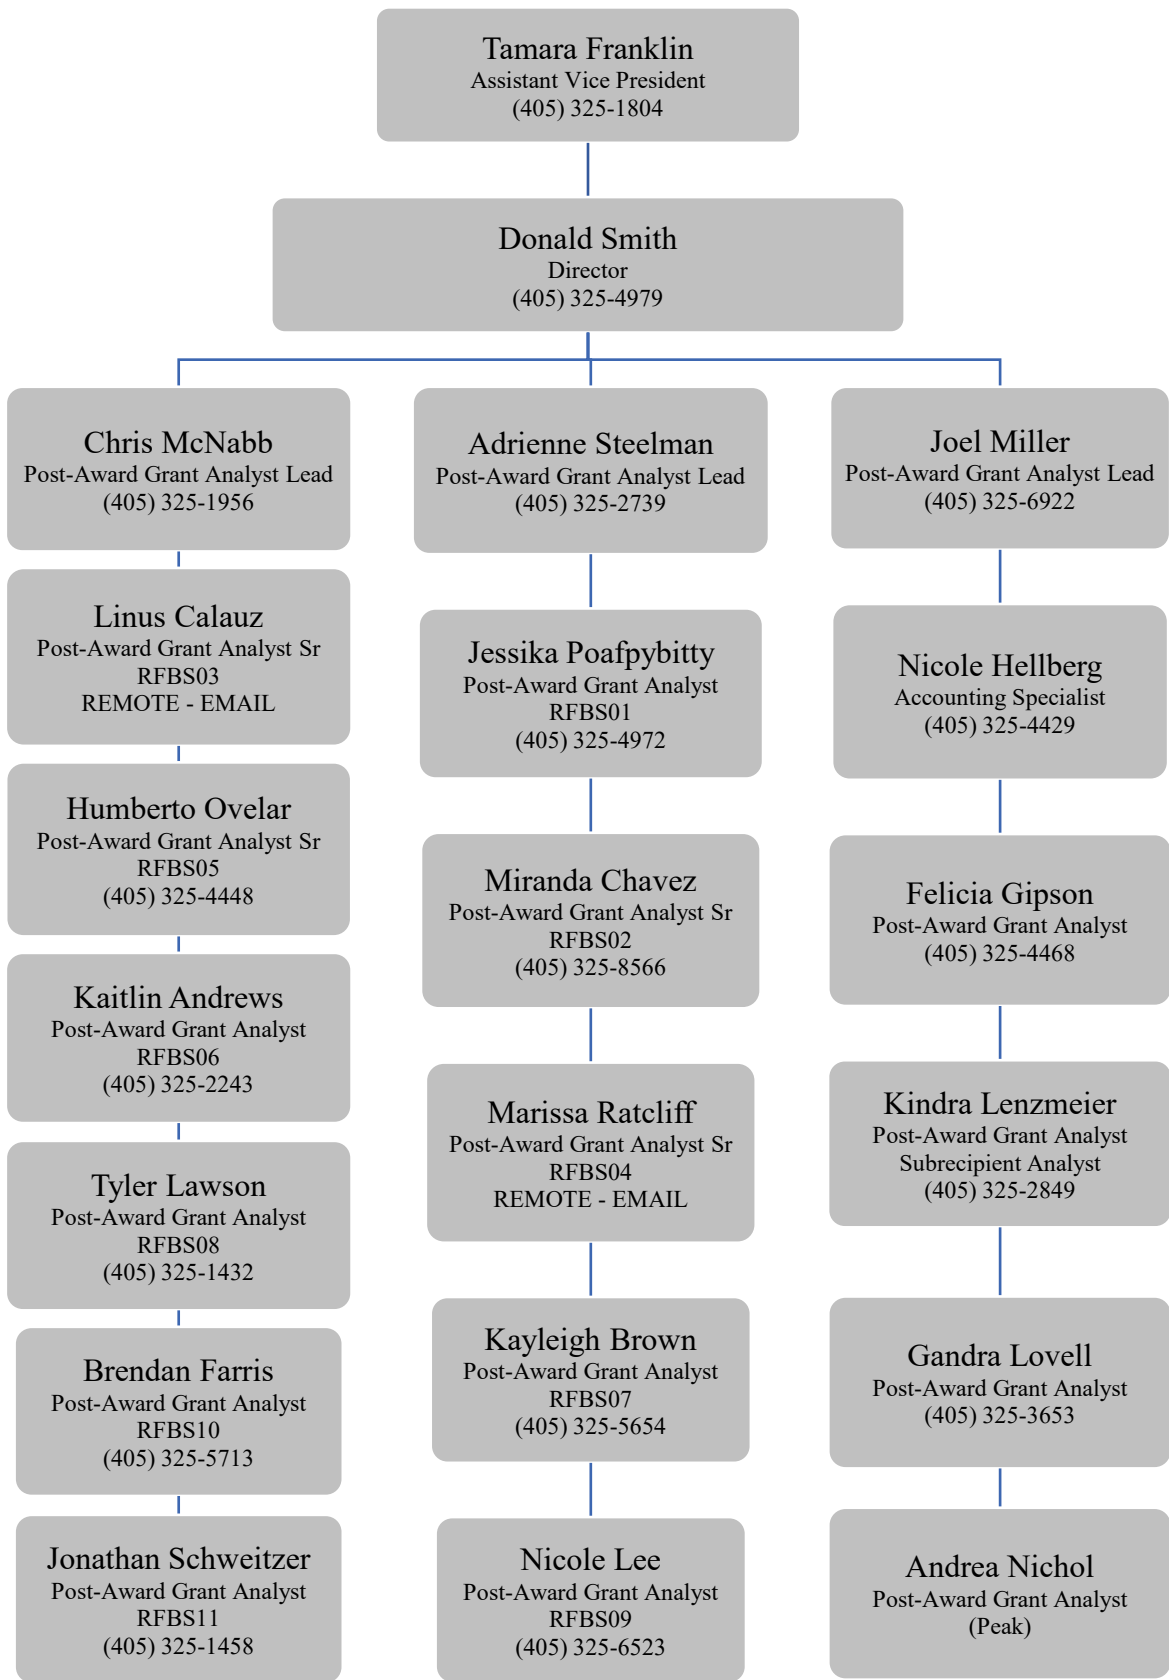 Tamara Franklin
Assistant Vice President
(405) 325-1804
Donald Smith
Director
(405) 325-4979
Chris McNabb
Post-Award Grant Analyst Lead
(405) 325-1956
Linus Calauz
Post-Award Grant Analyst Sr
RFBS03
REMOTE - EMAIL
Humberto Ovelar
Post-Award Grant Analyst Sr
RFBS05
(405) 325-4448
Kaitlin Andrews
Post-Award Grant Analyst
RFBS06
(405) 325-2243
Tyler Lawson
Post-Award Grant Analyst
RFBS08
(405) 325-1432
Brendan Farris
Post-Award Grant Analyst
RFBS10
(405) 325-5713
Jonathan Schweitzer
Post-Award Grant Analyst
RFBS11
(405) 325-1458
Adrienne Steelman
Post-Award Grant Analyst Lead
(405) 325-2739
Jessika Poafpybitty
Post-Award Grant Analyst
RFBS01
(405) 325-4972
Miranda Chavez
Post-Award Grant Analyst Sr
RFBS02
(405) 325-8566
Marissa Ratcliff
Post-Award Grant Analyst Sr
RFBS04
REMOTE - EMAIL
Kayleigh Brown
Post-Award Grant Analyst
RFBS07
(405) 325-5654
Nicole Lee
Post-Award Grant Analyst
RFBS09
(405) 325-6523
Joel Miller
Post-Award Grant Analyst Lead
(405) 325-6922
Nicole Hellberg
Accounting Specialist
(405) 325-4429
Felicia Gipson
Post-Award Grant Analyst
(405) 325-4468
Kindra Lenzmeier
Post-Award Grant Analyst
Subrecipient Analyst
(405) 325-2849
Gandra Lovell
Post-Award Grant Analyst
(405) 325-3653
Andrea Nichol
Post-Award Grant Analyst
(Peak)